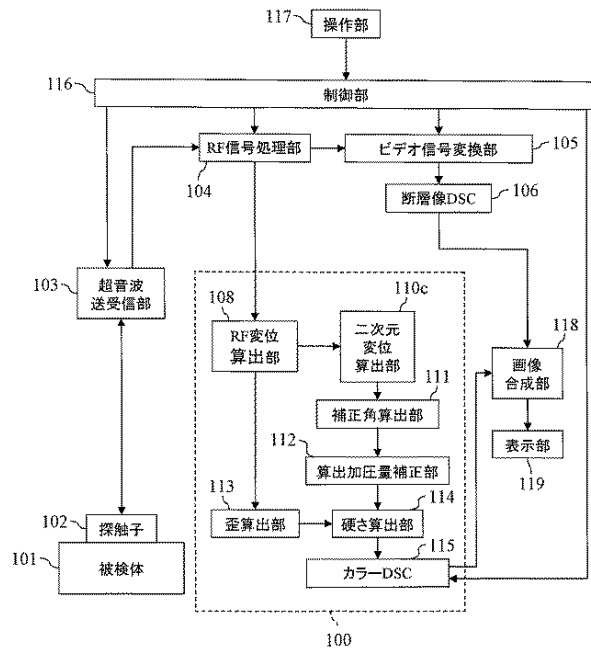 117
操作部
116
制御部
RF信号処理部
104
ビデオ信号変換部
105
断層像DSC
106
103
超音波
送受信部
108
RF変位
算出部
110c
二次元
変位
算出部
118
画像
合成部
111
補正角算出部
表示部
119
112
算出加圧量補正部
113
歪算出部
114
硬さ算出部
102
探触子
101
被検体
115
カラーDSC
100